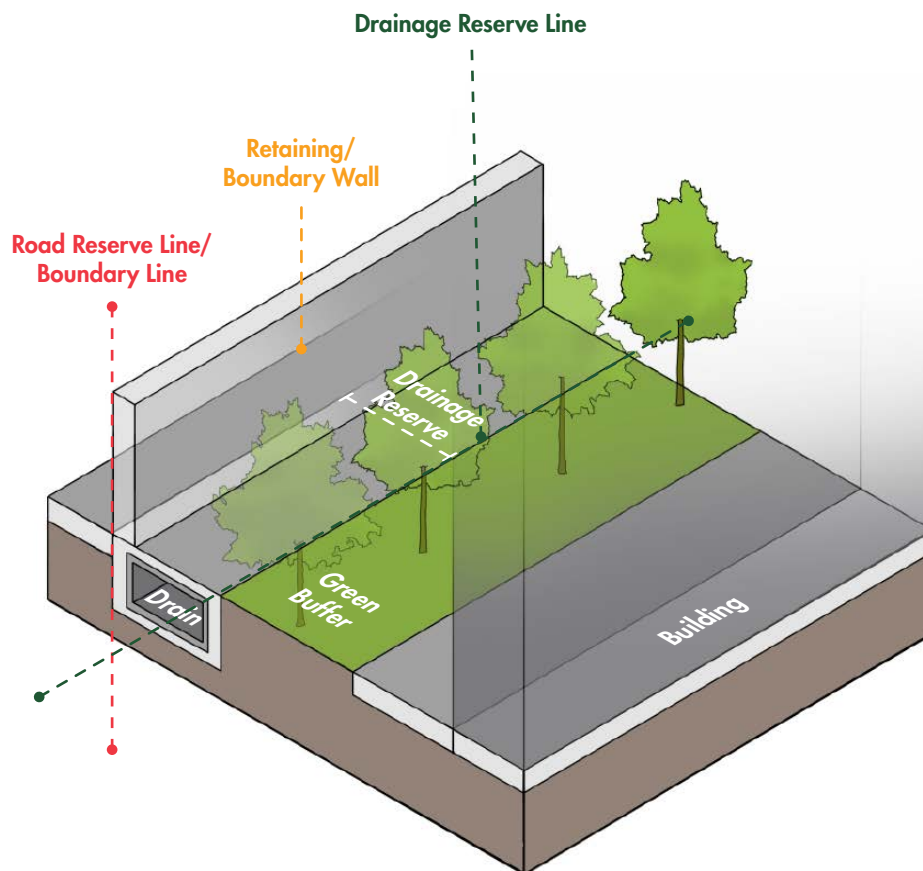 Drainage Reserve Line
Retaining/
Boundary Wall
Road Reserve Line/
Boundary Line
Drainage
Reserve
Drain
Green
Buffer
Building